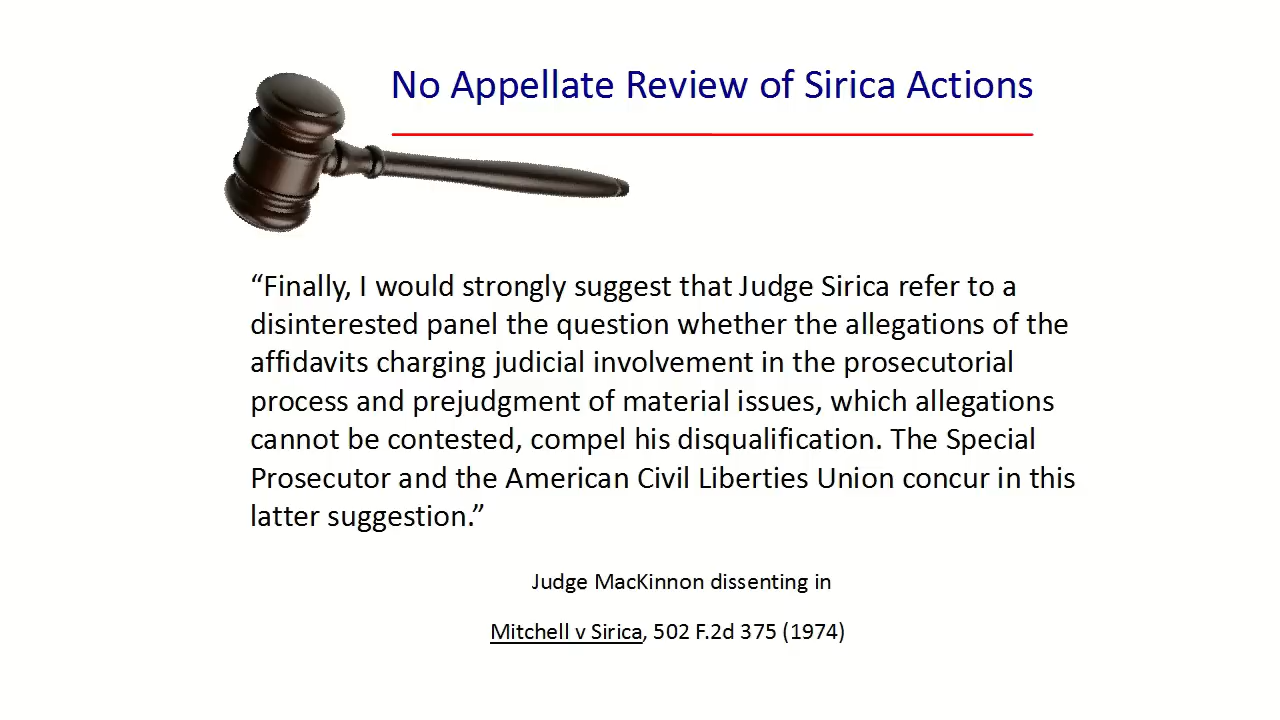 No Appellate Review of Sirica Actions
“Finally, I would strongly suggest that Judge Sirica refer to a
disinterested panel the question whether the allegations of the
affidavits charging judicial involvement in the prosecutorial
process and prejudgment of material issues, which allegations
cannot be contested, compel his disqualification. The Special
Prosecutor and the American Civil Liberties Union concur in this
latter suggestion.”
Judge MacKinnon dissenting in
Mitchell v Sirica, 502 F.2d 375 (1974)